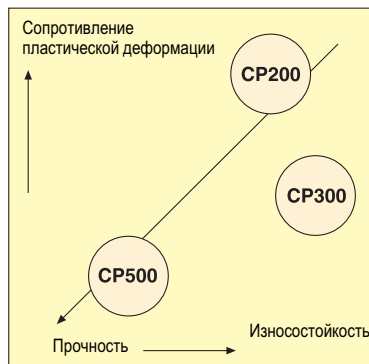 Сопротивление
пластической деформации
CP200
CP300
CP500
Износостойкость
Прочность